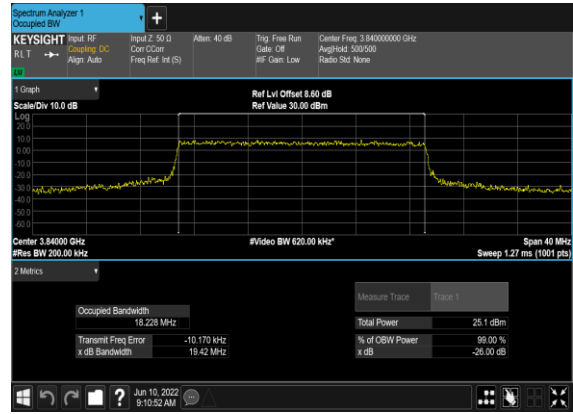 Spectrum Analyzer 1
Occupied BW
+
KEYSIGHT Input: RF Input Z: 50 Ω Atten: 40 dB Trig: Free Run Center Freq: 3.840000000 GHz
RLT Coupling: DC Corr CCorr Gate: Off Avg|Hold: 500/500
Align: Auto Freq Ref: Int (S) #IF Gain: Low Radio Std: None
1 Graph
Ref Lvl Offset 8.60 dB
Scale/Div 10.0 dB Ref Value 30.00 dBm
Log
20.0
10.0
0.00
-10.0
-20.0
-30.0
-40.0
-50.0
-60.0
Center 3.84000 GHz #Video BW 620.00 kHz* Span 40 MHz
#Res BW 200.00 kHz Sweep 1.27 ms (1001 pts)
2 Metrics
Measure Trace Trace 1
Occupied Bandwidth
18.228 MHz Total Power 25.1 dBm
Transmit Freq Error -10.170 kHz % of OBW Power 99.00 %
x dB Bandwidth 19.42 MHz x dB -26.00 dB
Jun 10, 2022
9:10:52 AM